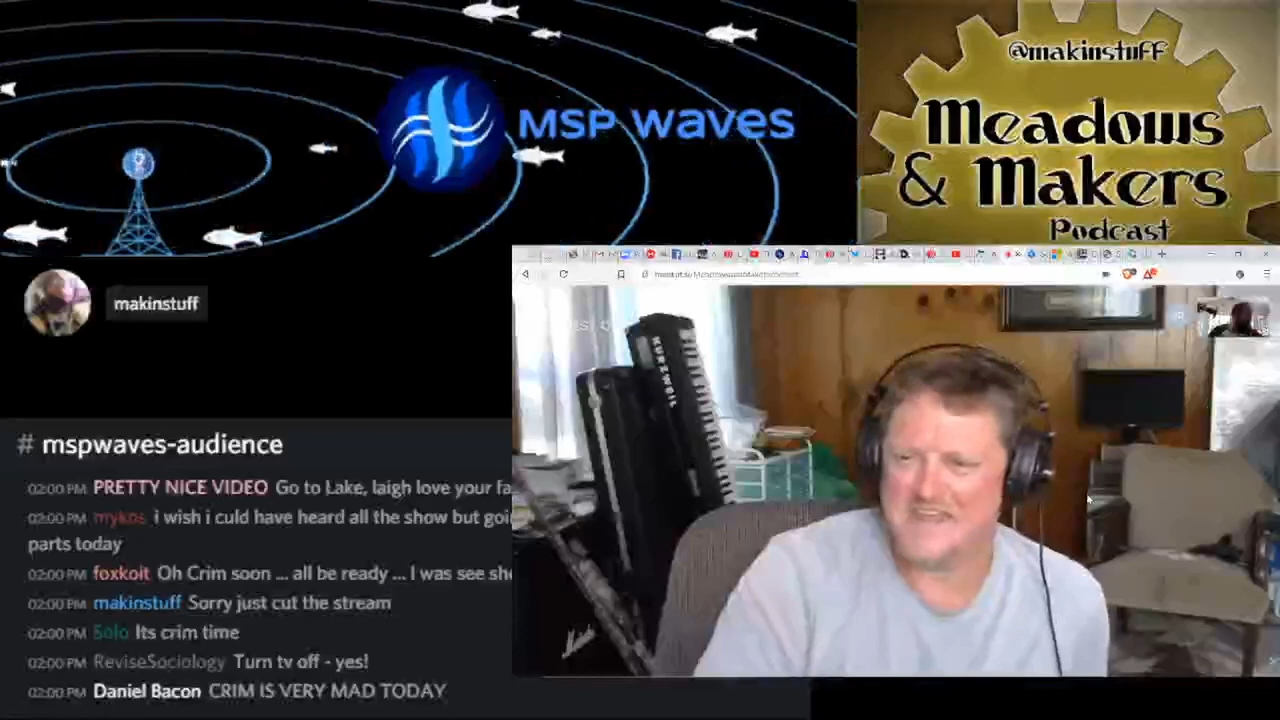 @makinstuff
Meadows
& Makers
Podcast
MSP WAVES
makinstuff
# mspwaves-audience
02:00 PM PRETTY NICE VIDEO Go to Lake, laigh love your fa
02:00 PM mykos i wish i culd have heard all the show but goi
parts today
02:00 PM foxkoit Oh Crim soon ... all be ready ... I was see sh
02:00 PM makinstuff Sorry just cut the stream
02:00 PM Solo Its crim time
02:00 PM ReviseSociology Turn tv off - yes!
02:00 PM Daniel Bacon CRIM IS VERY MAD TODAY
KURZWEIL